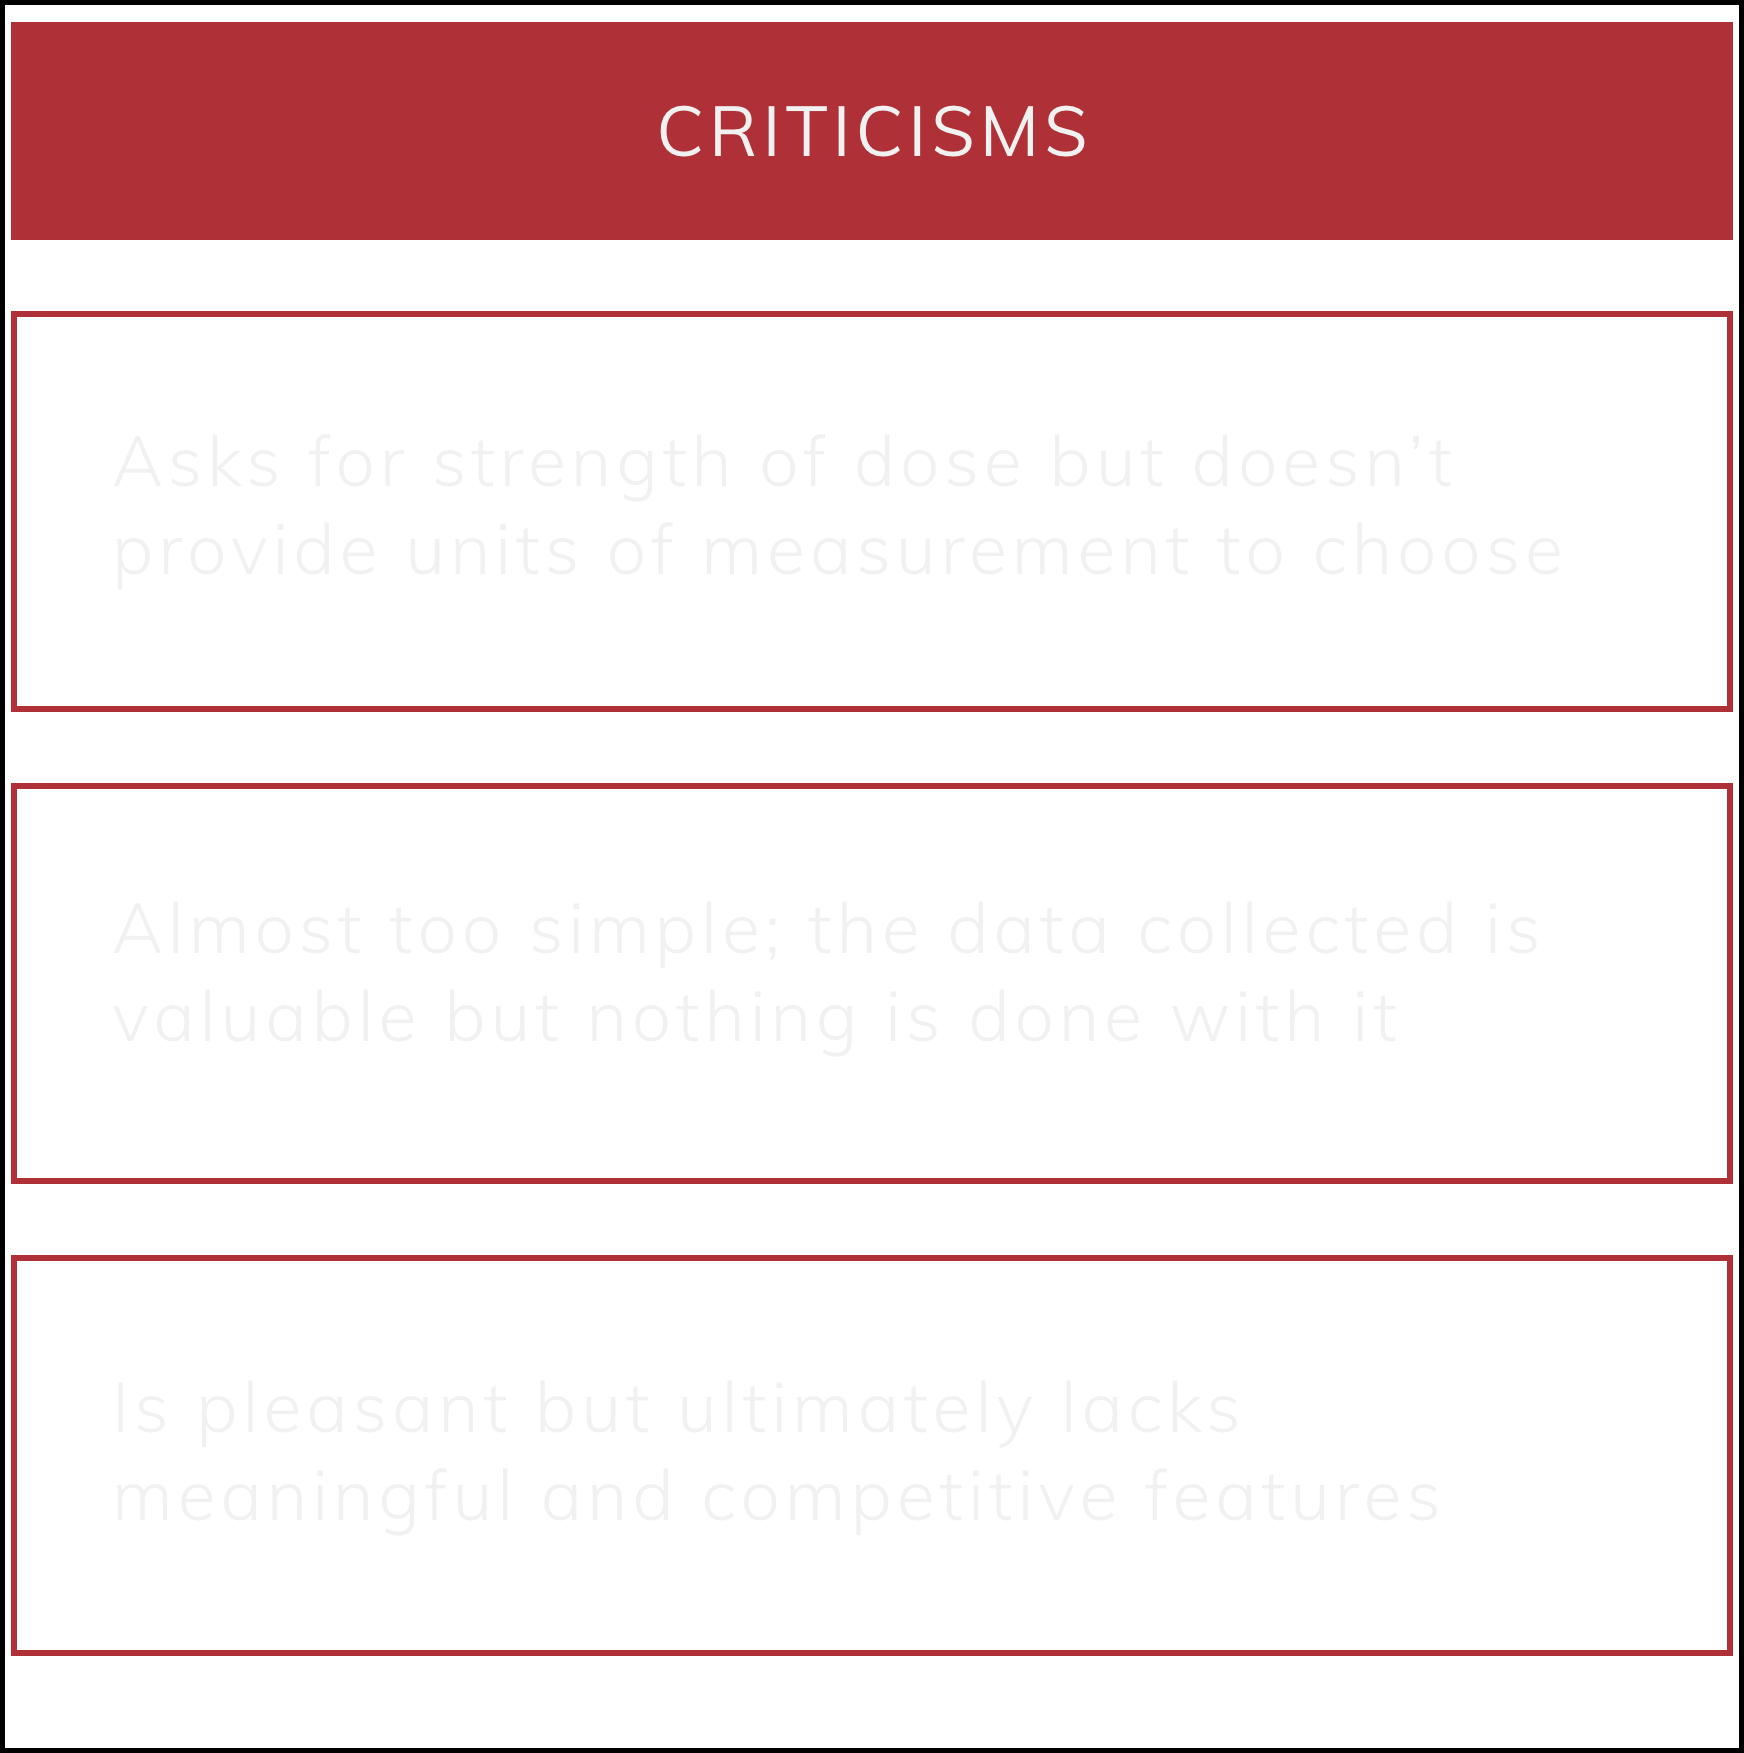 CRITICISMS
Asks for strength of dose but doesn’t
provide units of measurement to choose
Almost too simple; the data collected is
valuable but nothing is done with it
Is pleasant but ultimately lacks
meaningful and competitive features